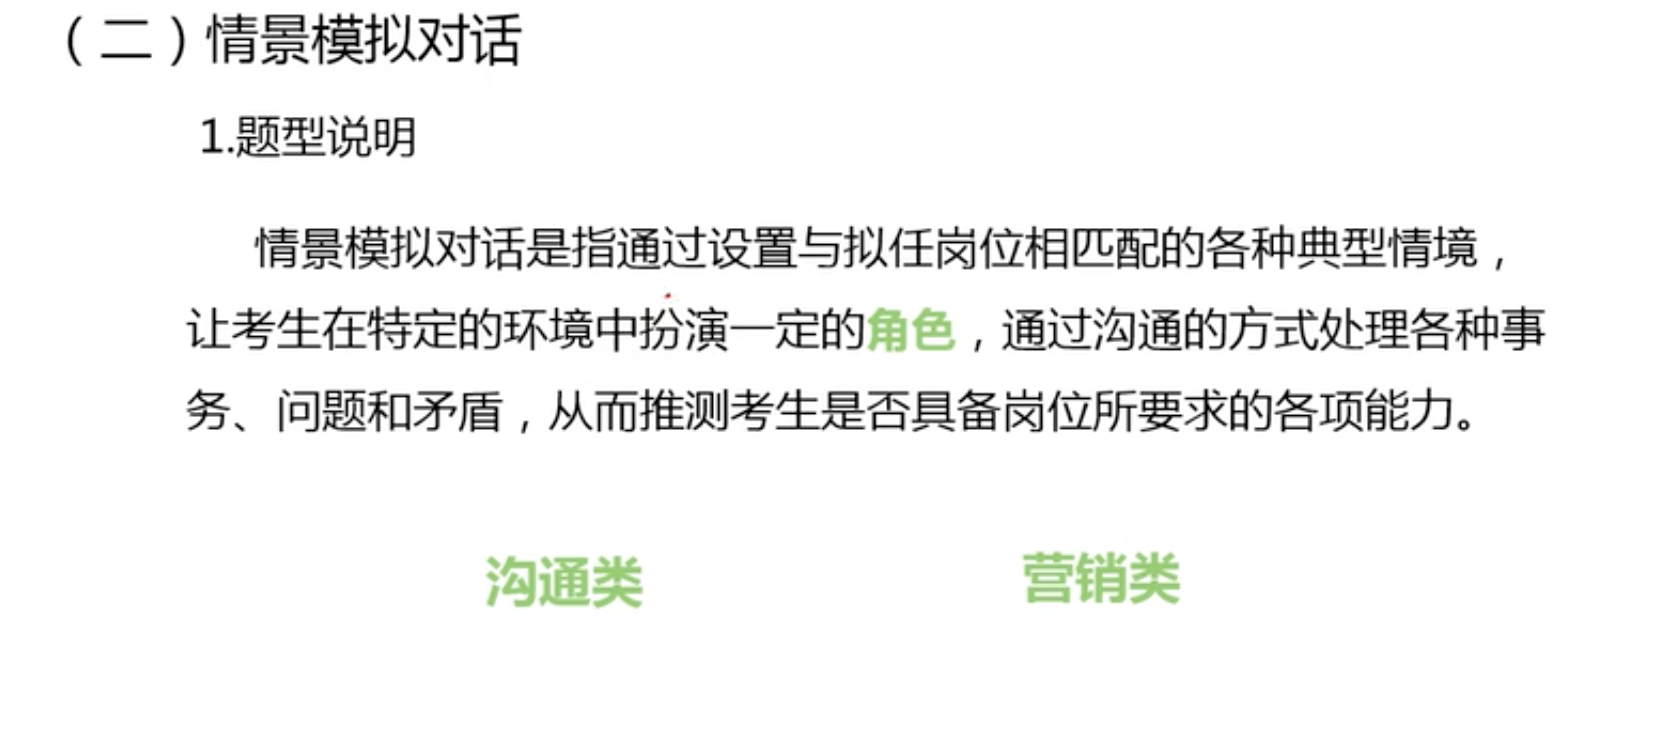 （二）情景模拟对话
1.题型说明
情景模拟对话是指通过设置与拟任岗位相匹配的各种典型情境，
让考生在特定的环境中扮演一定的角色，通过沟通的方式处理各种事
务、问题和矛盾，从而推测考生是否具备岗位所要求的各项能力。
沟通类
营销类